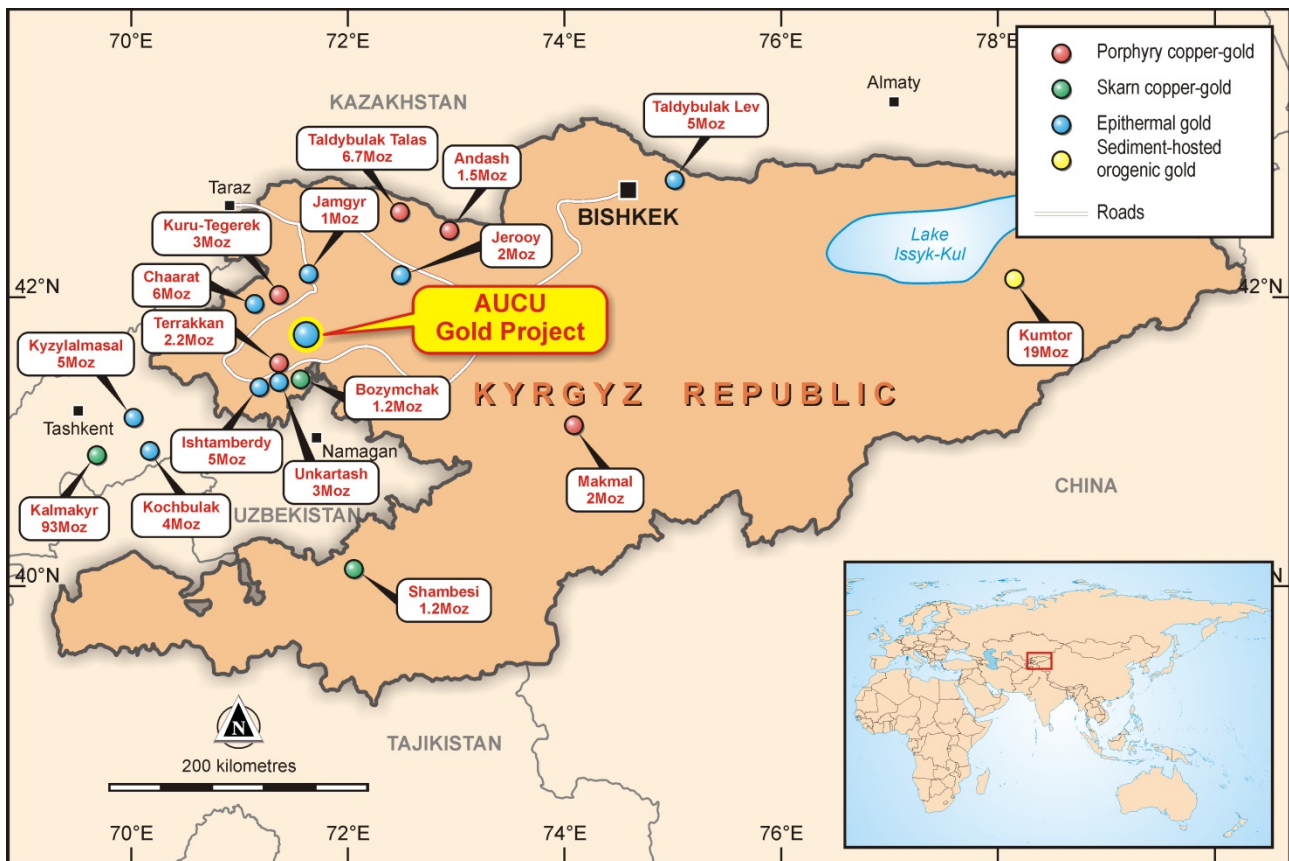 70°E
72°E
74°E
76°E
78°E
Porphyry copper-gold
Skarn copper-gold
Epithermal gold
Sediment-hosted
orogenic gold
Roads
KAZAKHSTAN
Almaty
Taldybulak Lev
5Moz
Taldybulak Talas
6.7Moz
Andash
1.5Moz
Taraz
Jamgyr
1Moz
BISHKEK
Kuru-Tegerek
3Moz
Jerooy
2Moz
Lake
Issyk-Kul
Chaarat
6Moz
42°N
42°N
AUCU
Gold Project
Terrakkan
2.2Moz
Kumtor
19Moz
Kyzylalmasal
5Moz
Bozymchak
1.2Moz
KYRGYZ REPUBLIC
Tashkent
Ishtamberdy
5Moz
Namagan
Unkartash
3Moz
Makmal
2Moz
Kalmakyr
93Moz
Kochbulak
4Moz
UZBEKISTAN
CHINA
40°N
Shambesi
1.2Moz
N
TAJIKISTAN
200 kilometres
70°E
72°E
74°E
76°E